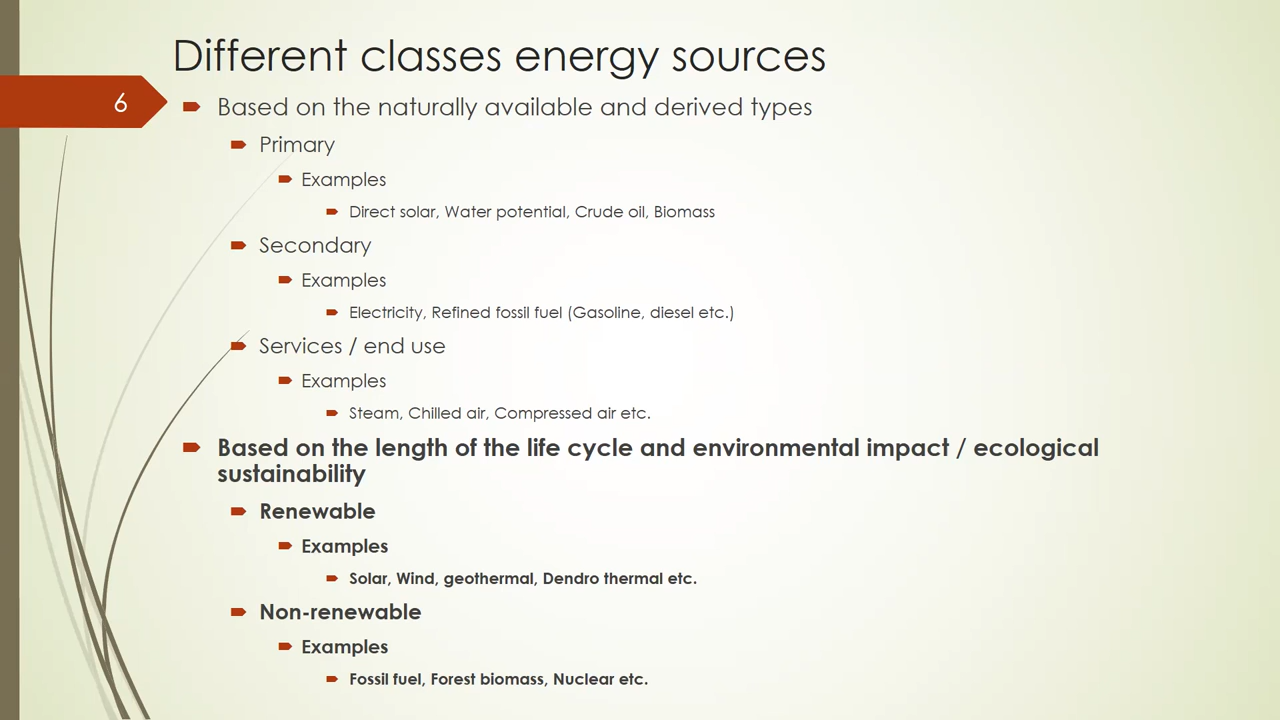 Different classes energy sources
6
Based on the naturally available and derived types
Primary
Examples
Direct solar, Water potential, Crude oil, Biomass
Secondary
Examples
Electricity, Refined fossil fuel (Gasoline, diesel etc.)
Services / end use
Examples
Steam, Chilled air, Compressed air etc.
Based on the length of the life cycle and environmental impact / ecological
sustainability
Renewable
Examples
Solar, Wind, geothermal, Dendro thermal etc.
Non-renewable
Examples
Fossil fuel, Forest biomass, Nuclear etc.